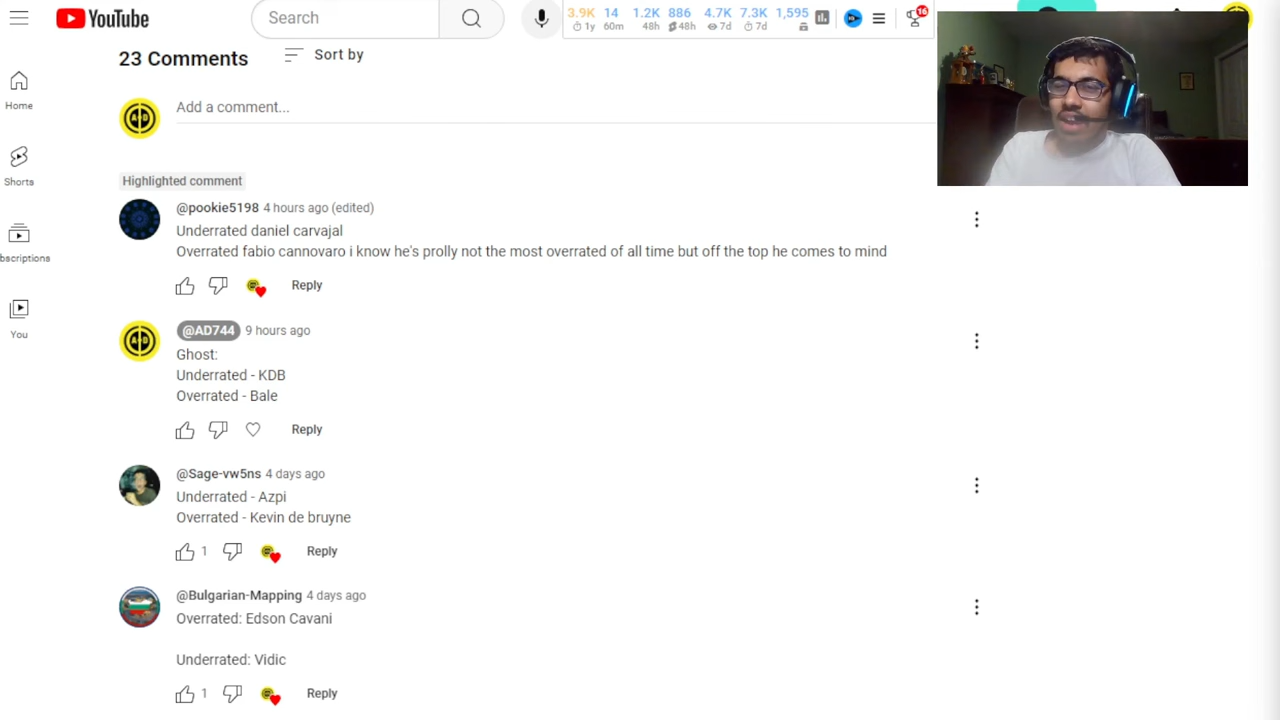 YouTube
Search
3.9K 14 1.2K 886 4.7K 7.3K 1,595
1y 60m 48h 48h 7d 7d
16
23 Comments
Sort by
Add a comment...
Home
Shorts
bscriptions
You
Highlighted comment
@pookie5198 4 hours ago (edited)
Underrated daniel carvajal
Overrated fabio cannovaro i know he's prolly not the most overrated of all time but off the top he comes to mind
Reply
@AD744 9 hours ago
Ghost:
Underrated - KDB
Overrated - Bale
Reply
@Sage-vw5ns 4 days ago
Underrated - Azpi
Overrated - Kevin de bruyne
1 Reply
@Bulgarian-Mapping 4 days ago
Overrated: Edson Cavani
Underrated: Vidic
1 Reply